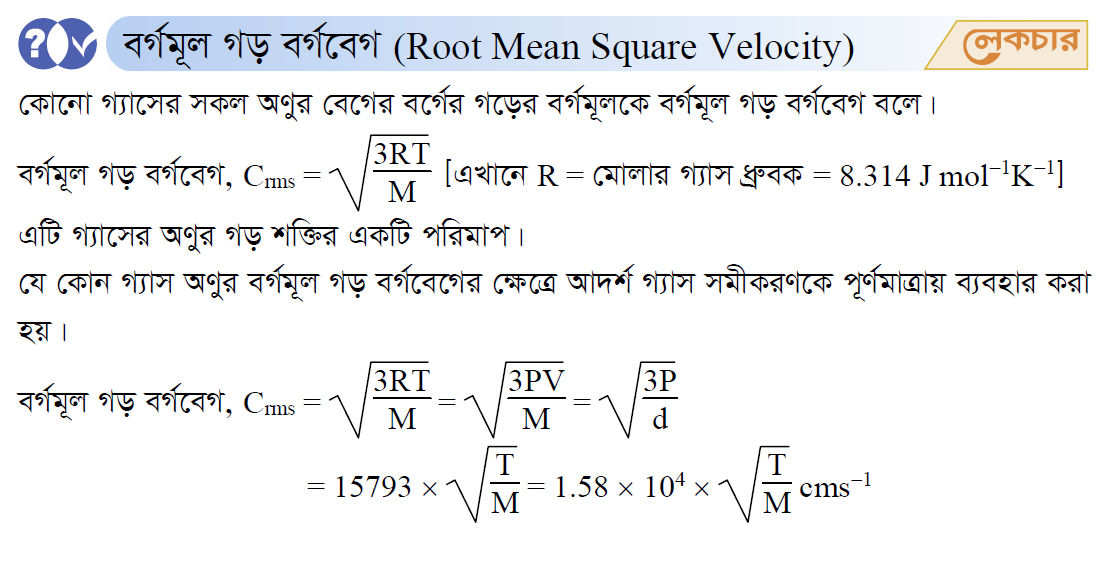 বর্গমূল গড় বর্গবেগ (Root Mean Square Velocity)
লেকচার
কোনো গ্যাসের সকল অণুর বেগের বর্গের গড়ের বর্গমূলকে বর্গমূল গড় বর্গবেগ বলে।
বর্গমূল গড় বর্গবেগ, Crms = √(3RT/M) [এখানে R = মোলার গ্যাস ধ্রুবক = 8.314 J mol⁻¹K⁻¹]
এটি গ্যাসের অণুর গড় শক্তির একটি পরিমাপ।
যে কোন গ্যাস অণুর বর্গমূল গড় বর্গবেগের ক্ষেত্রে আদর্শ গ্যাস সমীকরণকে পূর্ণমাত্রায় ব্যবহার করা
হয়।
বর্গমূল গড় বর্গবেগ, Crms = √(3RT/M) = √(3PV/M) = √(3P/d)
= 15793 × √(T/M) = 1.58 × 10⁴ × √(T/M) cms⁻¹